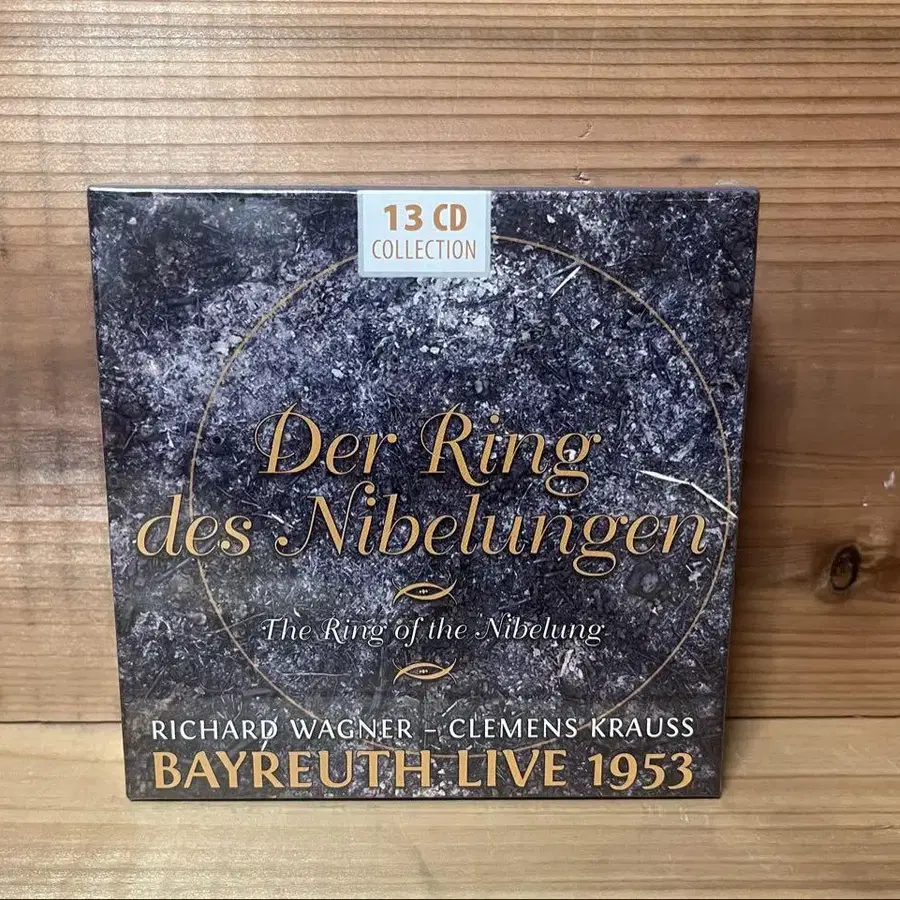 13 CD
COLLECTION
Der Ring
des Nibelungen
The Ring of the Nibelung
RICHARD WAGNER – CLEMENS KRAUSS
BAYREUTH LIVE 1953